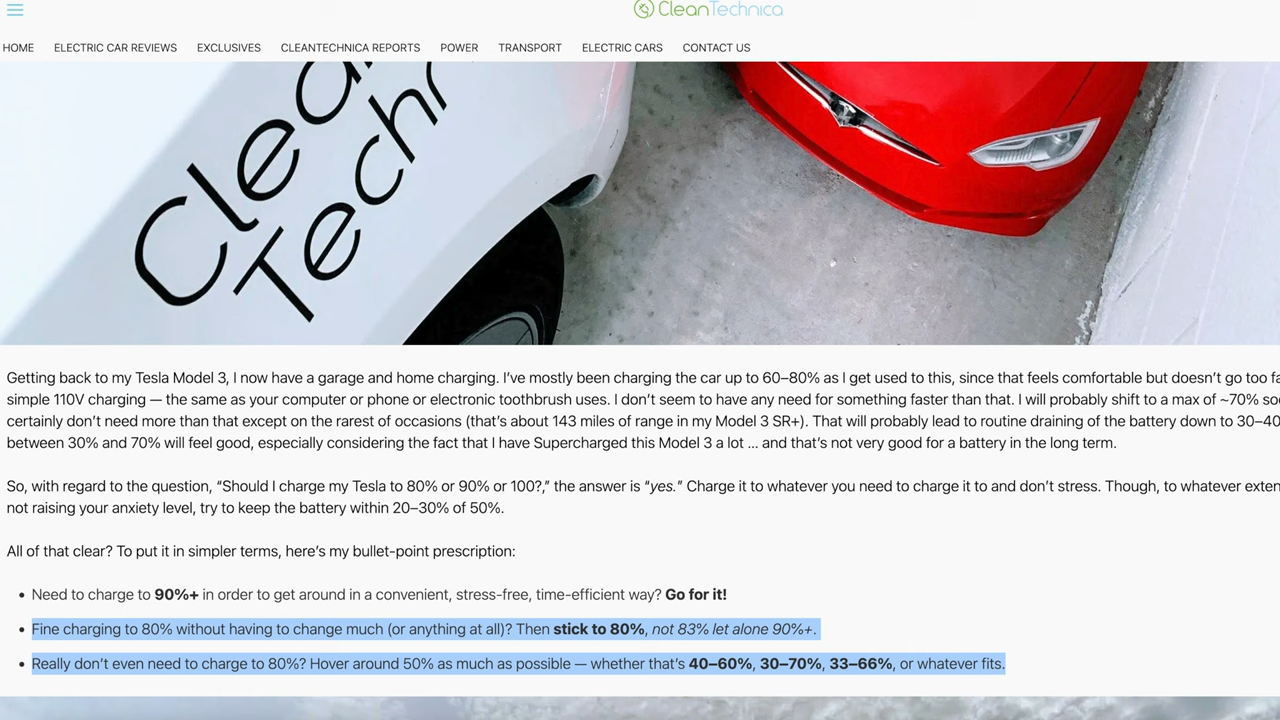 CleanTechnica
HOME ELECTRIC CAR REVIEWS EXCLUSIVES CLEANTECHNICA REPORTS POWER TRANSPORT ELECTRIC CARS CONTACT US
Clea
Techn
Getting back to my Tesla Model 3, I now have a garage and home charging. I’ve mostly been charging the car up to 60–80% as I get used to this, since that feels comfortable but doesn’t go too
simple 110V charging — the same as your computer or phone or electronic toothbrush uses. I don’t seem to have any need for something faster than that. I will probably shift to a max of ~70%
certainly don’t need more than that except on the rarest of occasions (that’s about 143 miles of range in my Model 3 SR+). That will probably lead to routine draining of the battery down to 30–40
between 30% and 70% will feel good, especially considering the fact that I have Supercharged this Model 3 a lot ... and that’s not very good for a battery in the long term.
So, with regard to the question, “Should I charge my Tesla to 80% or 90% or 100?,” the answer is “yes.” Charge it to whatever you need to charge it to and don’t stress. Though, to whatever
not raising your anxiety level, try to keep the battery within 20–30% of 50%.
All of that clear? To put it in simpler terms, here’s my bullet-point prescription:
• Need to charge to 90%+ in order to get around in a convenient, stress-free, time-efficient way? Go for it!
• Fine charging to 80% without having to change much (or anything at all)? Then stick to 80%, not 83% let alone 90%+.
• Really don’t even need to charge to 80%? Hover around 50% as much as possible — whether that’s 40–60%, 30–70%, 33–66%, or whatever fits.